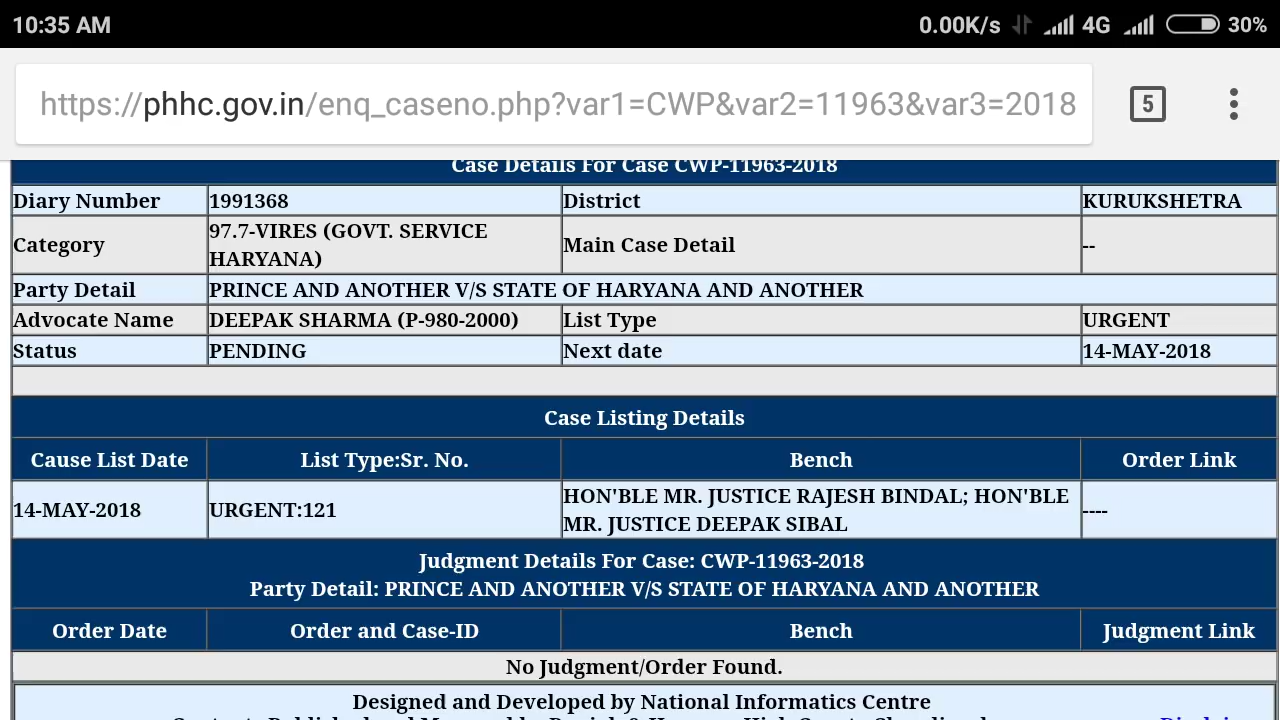 10:35 AM 0.00K/s 4G 30%
https://phhc.gov.in/enq_caseno.php?var1=CWP&var2=11963&var3=2018 5
Case Details For Case CWP-11963-2018
Diary Number 1991368 District KURUKSHETRA
Category 97.7-VIRES (GOVT. SERVICE HARYANA) Main Case Detail --
Party Detail PRINCE AND ANOTHER V/S STATE OF HARYANA AND ANOTHER
Advocate Name DEEPAK SHARMA (P-980-2000) List Type URGENT
Status PENDING Next date 14-MAY-2018
Case Listing Details
Cause List Date List Type:Sr. No. Bench Order Link
14-MAY-2018 URGENT:121 HON'BLE MR. JUSTICE RAJESH BINDAL; HON'BLE MR. JUSTICE DEEPAK SIBAL ----
Judgment Details For Case: CWP-11963-2018
Party Detail: PRINCE AND ANOTHER V/S STATE OF HARYANA AND ANOTHER
Order Date Order and Case-ID Bench Judgment Link
No Judgment/Order Found.
Designed and Developed by National Informatics Centre